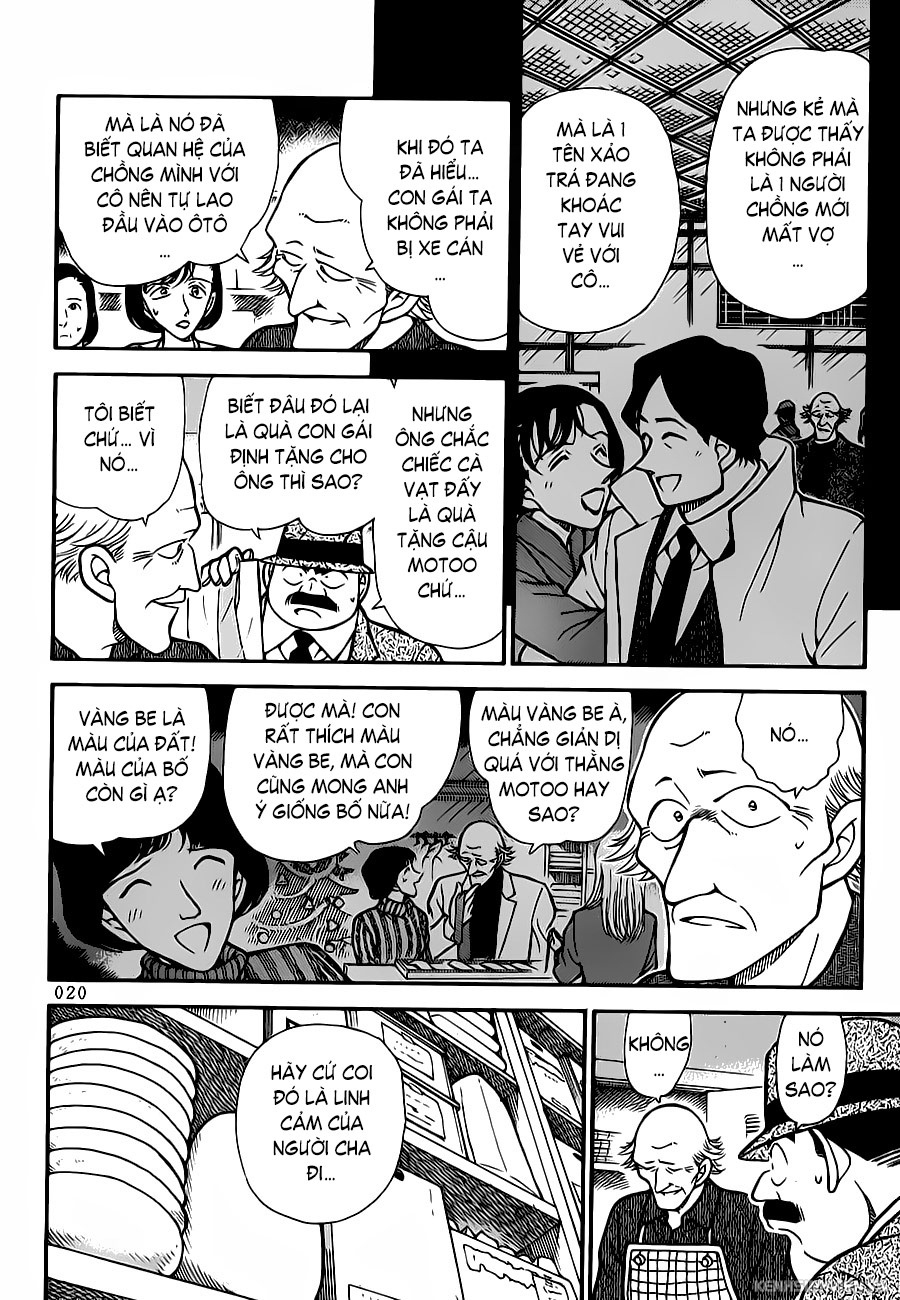 NHƯNG KẺ MÀ
TA ĐƯỢC THẤY
KHÔNG PHẢI
LÀ 1 NGƯỜI
CHỒNG MỚI
MẤT VỢ
...
MÀ LÀ 1
TÊN XẢO
TRÁ ĐANG
KHOÁC
TAY VUI
VẺ VỚI
CÔ...
KHI ĐÓ TA
ĐÃ HIỂU...
CON GÁI TA
KHÔNG PHẢI
BỊ XE CÁN
...
MÀ LÀ NÓ ĐÃ
BIẾT QUAN HỆ CỦA
CHỒNG MÌNH VỚI
CÔ NÊN TỰ LAO
ĐẦU VÀO ÔTÔ
...
NHƯNG
ÔNG CHẮC
CHIẾC CÀ
VẠT ĐẤY
LÀ QUÀ
TẶNG CẬU
MOTOO
CHỨ...
BIẾT ĐÂU ĐÓ LẠI
LÀ QUÀ CON GÁI
ĐỊNH TẶNG CHO
ÔNG THÌ SAO?
TÔI BIẾT
CHỨ... VÌ
NÓ...
NÓ...
MÀU VÀNG BE À,
CHẲNG GIẢN DỊ
QUÁ VỚI THẰNG
MOTOO HAY
SAO?
ĐƯỢC MÀ! CON
RẤT THÍCH MÀU
VÀNG BE, MÀ CON
CŨNG MONG ANH
Ý GIỐNG BỐ NỮA!
VÀNG BE LÀ
MÀU CỦA ĐẤT!
MÀU CỦA BỐ
CÒN GÌ Ạ?
020
NÓ
LÀM
SAO?
KHÔNG
...
HÃY CỨ COI
ĐÓ LÀ LINH
CẢM CỦA
NGƯỜI CHA
ĐI...